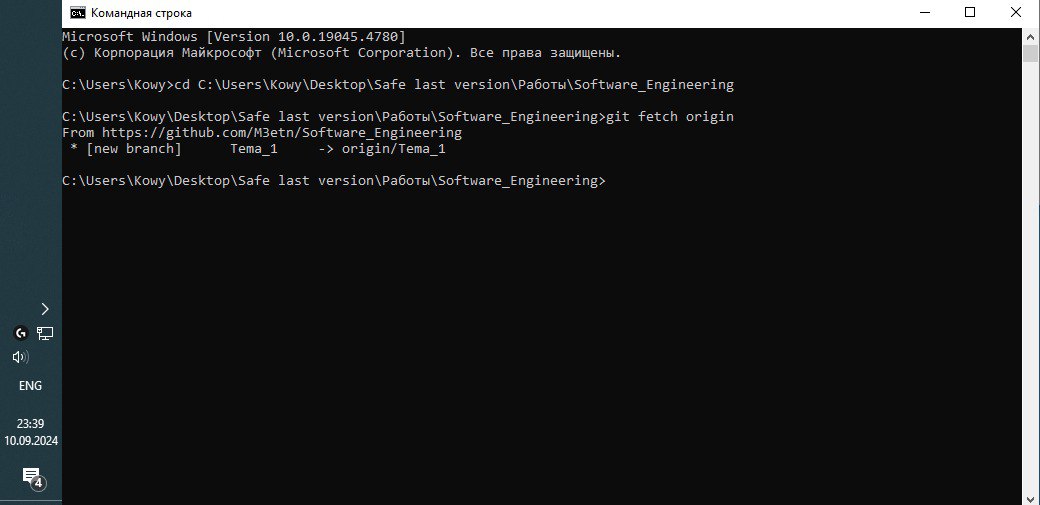 Командная строка
Microsoft Windows [Version 10.0.19045.4780]
(c) Корпорация Майкрософт (Microsoft Corporation). Все права защищены.
C:\Users\Kowy>cd C:\Users\Kowy\Desktop\Safe last version\Работы\Software_Engineering
C:\Users\Kowy\Desktop\Safe last version\Работы\Software_Engineering>git fetch origin
From https://github.com/M3etn/Software_Engineering
* [new branch]      Tema_1     -> origin/Tema_1
C:\Users\Kowy\Desktop\Safe last version\Работы\Software_Engineering>
ENG
23:39
10.09.2024
4